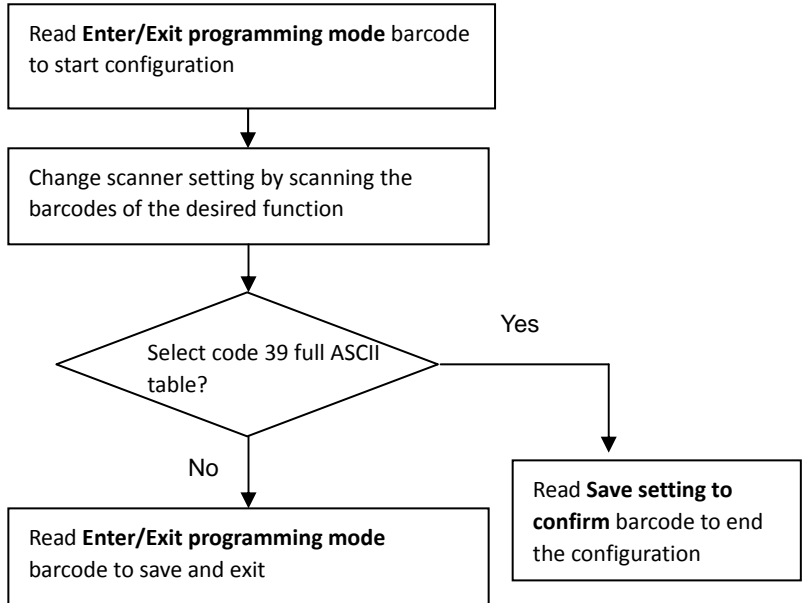 Read Enter/Exit programming mode barcode
to start configuration
Change scanner setting by scanning the
barcodes of the desired function
Select code 39 full ASCII
table?
Yes
No
Read Save setting to
confirm barcode to end
the configuration
Read Enter/Exit programming mode
barcode to save and exit